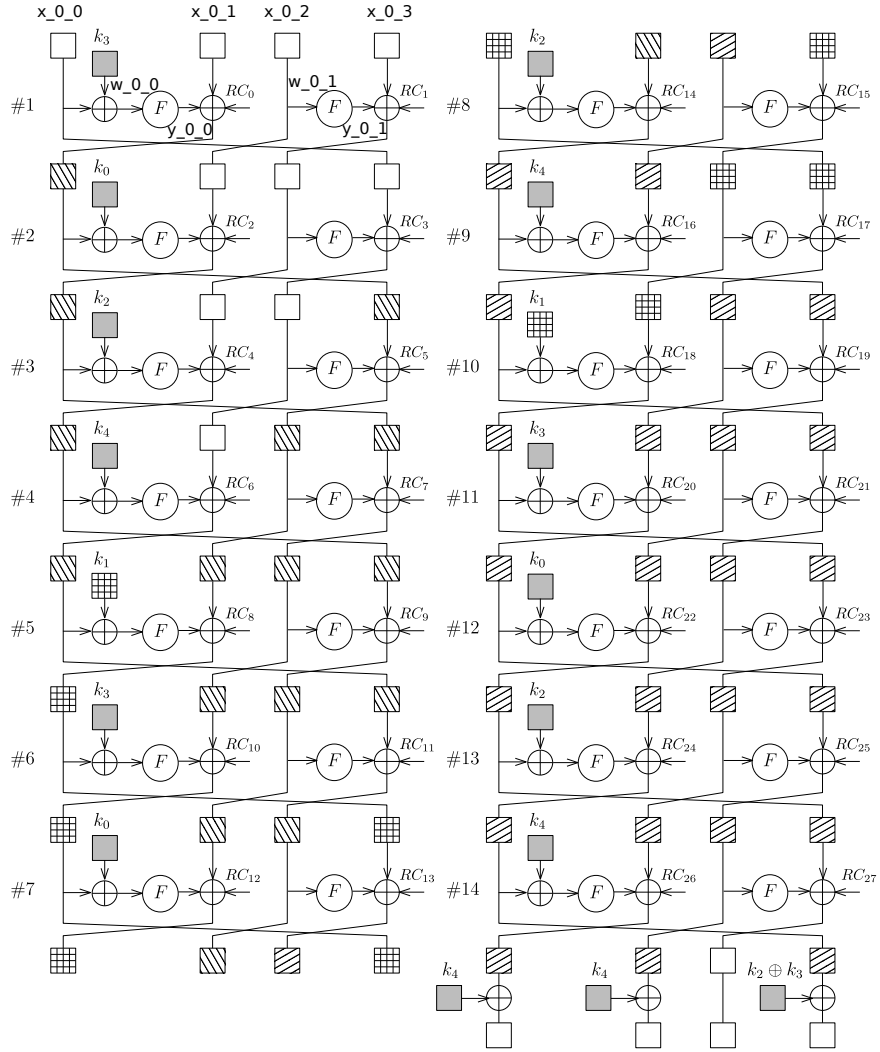 x_0_0 x_0_1 x_0_2 x_0_3
k3 k2
w_0_0 w_0_1
#1 F RC0 F RC1 #8 F RC14 F RC15
y_0_0 y_0_1
k0 k4
#2 F RC2 F RC3 #9 F RC16 F RC17
k2 k1
#3 F RC4 F RC5 #10 F RC18 F RC19
k4 k3
#4 F RC6 F RC7 #11 F RC20 F RC21
k1 k0
#5 F RC8 F RC9 #12 F RC22 F RC23
k3 k2
#6 F RC10 F RC11 #13 F RC24 F RC25
k0 k4
#7 F RC12 F RC13 #14 F RC26 F RC27
k4 k4 k2 ⊕ k3